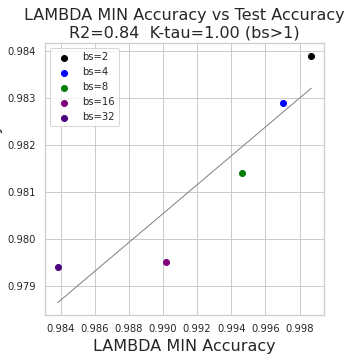 LAMBDA MIN Accuracy vs Test Accuracy
R2=0.84 K-tau=1.00 (bs>1)
0.984
0.983
0.982
0.981
0.980
0.979
bs=2
bs=4
bs=8
bs=16
bs=32
0.984 0.986 0.988 0.990 0.992 0.994 0.996 0.998
LAMBDA MIN Accuracy